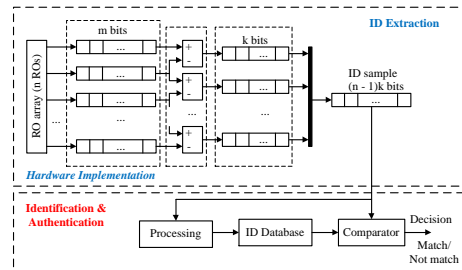 ID Extraction
m bits
k bits
RO array (n ROs)
...
...
...
...
...
...
+
-
+
-
...
+
-
...
...
...
...
ID sample
(n - 1)k bits
...
Hardware Implementation
Identification &
Authentication
Processing
ID Database
Comparator
Decision
Match/
Not match